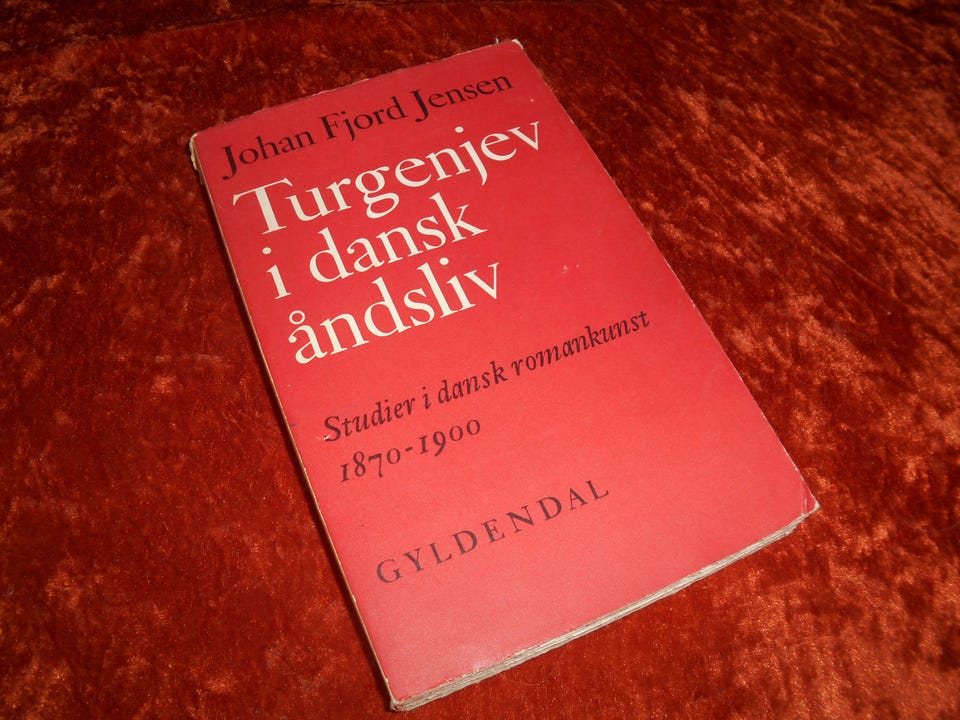 Johan Fjord Jensen
Turgenjev
i dansk
åndsliv
Studier i dansk romankunst
1870-1900
GYLDENDAL